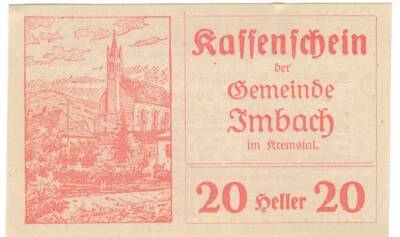 Kassenschein
der
Gemeinde
Imbach
im Kremstal.
20 Heller 20